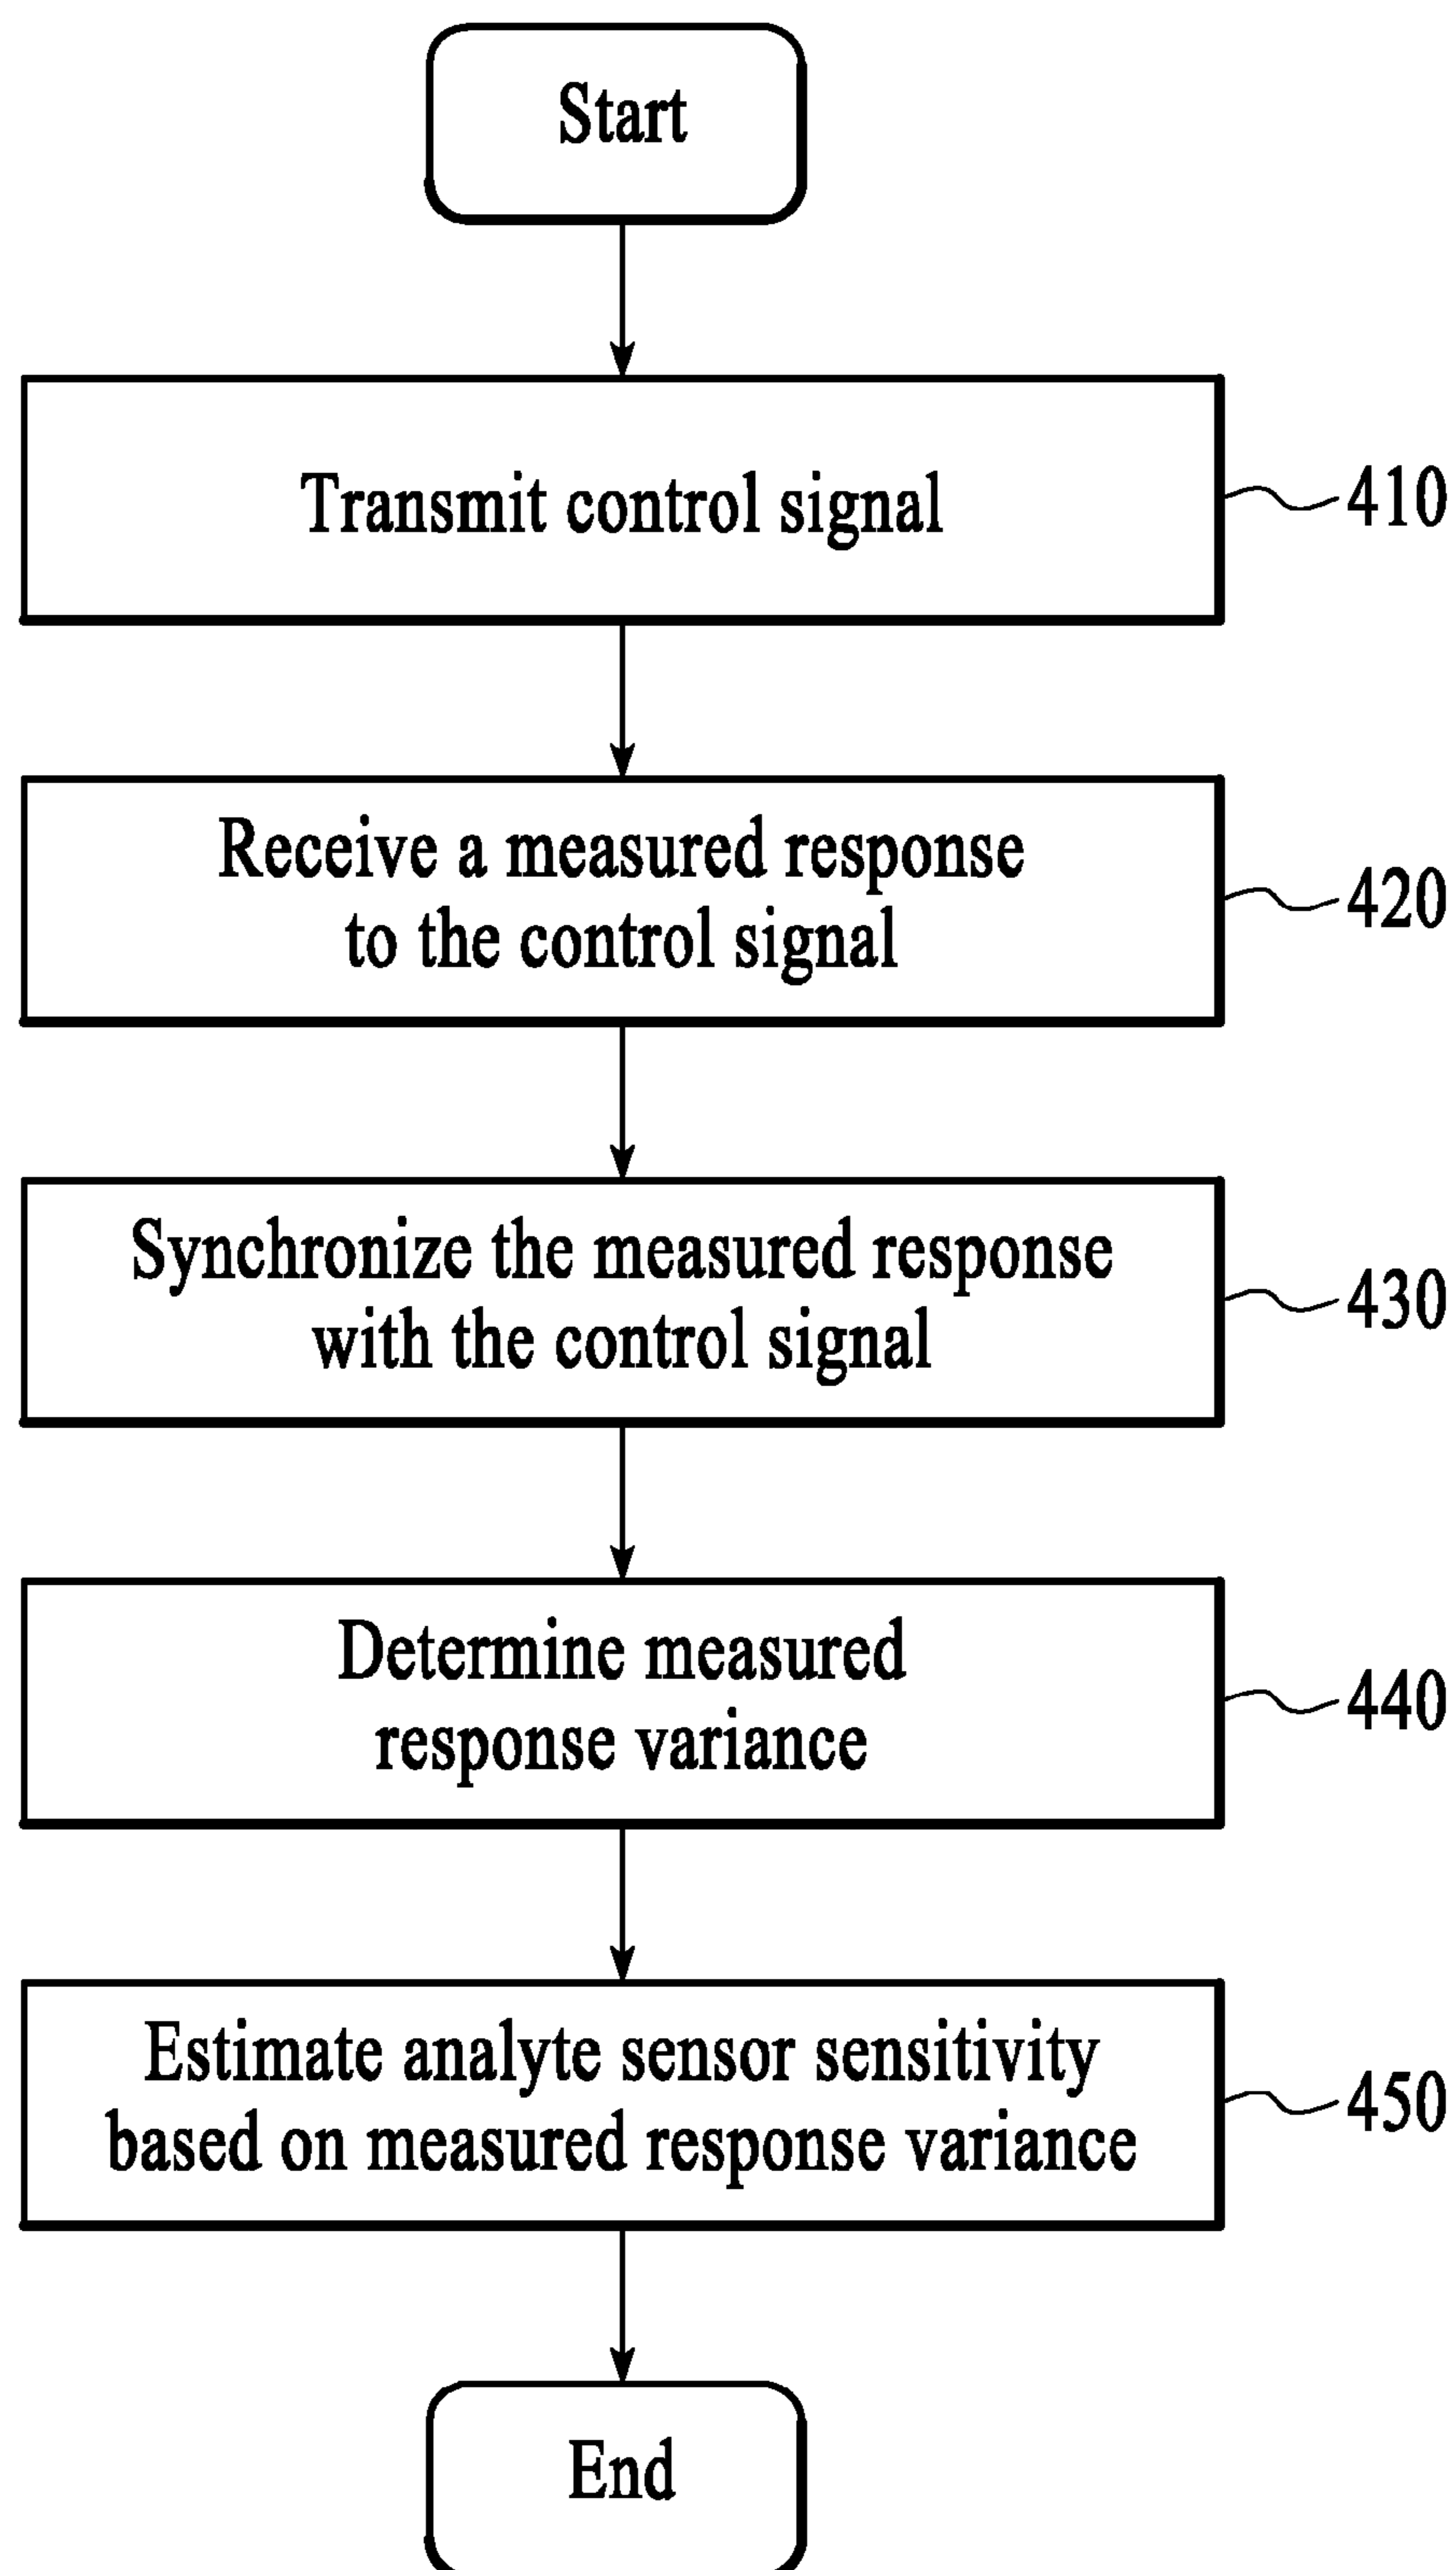 Start
Transmit control signal
410
Receive a measured response
to the control signal
420
Synchronize the measured response
with the control signal
430
Determine measured
response variance
440
Estimate analyte sensor sensitivity
based on measured response variance
450
End